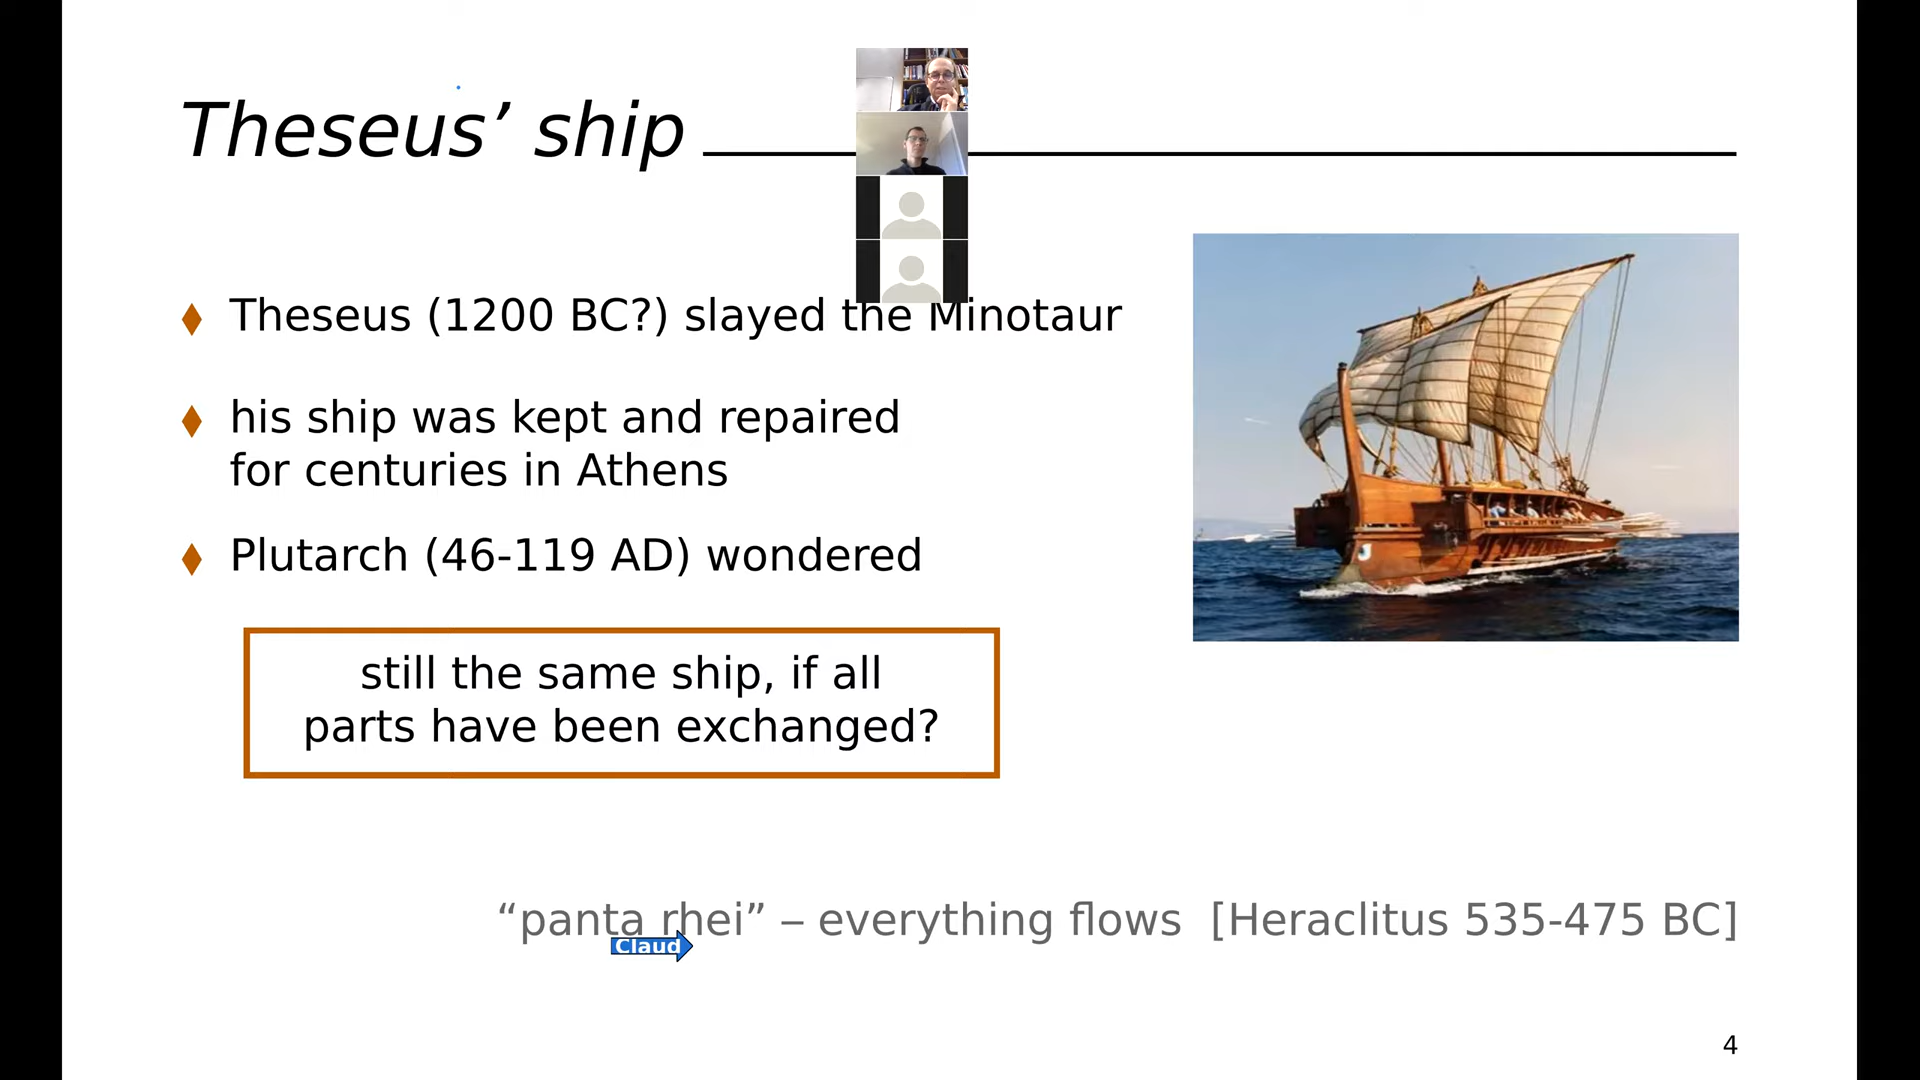 Theseus’ ship
Theseus (1200 BC?) slayed the Minotaur
his ship was kept and repaired
for centuries in Athens
Plutarch (46-119 AD) wondered
still the same ship, if all
parts have been exchanged?
“panta rhei” – everything flows [Heraclitus 535-475 BC]
Claud
4